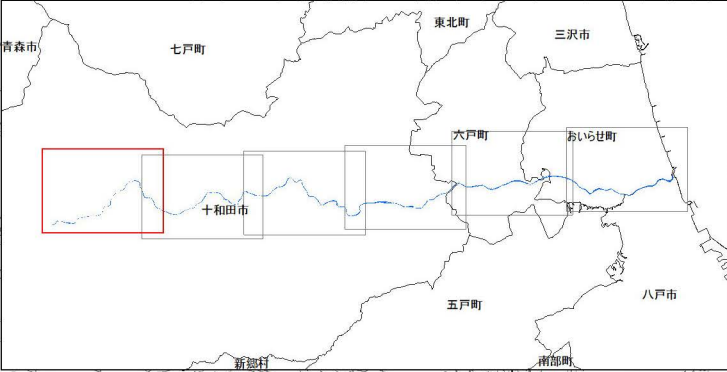 東北町
三沢市
青森市
七戸町
六戸町
おいらせ町
十和田市
八戸市
五戸町
新郷村
南部町